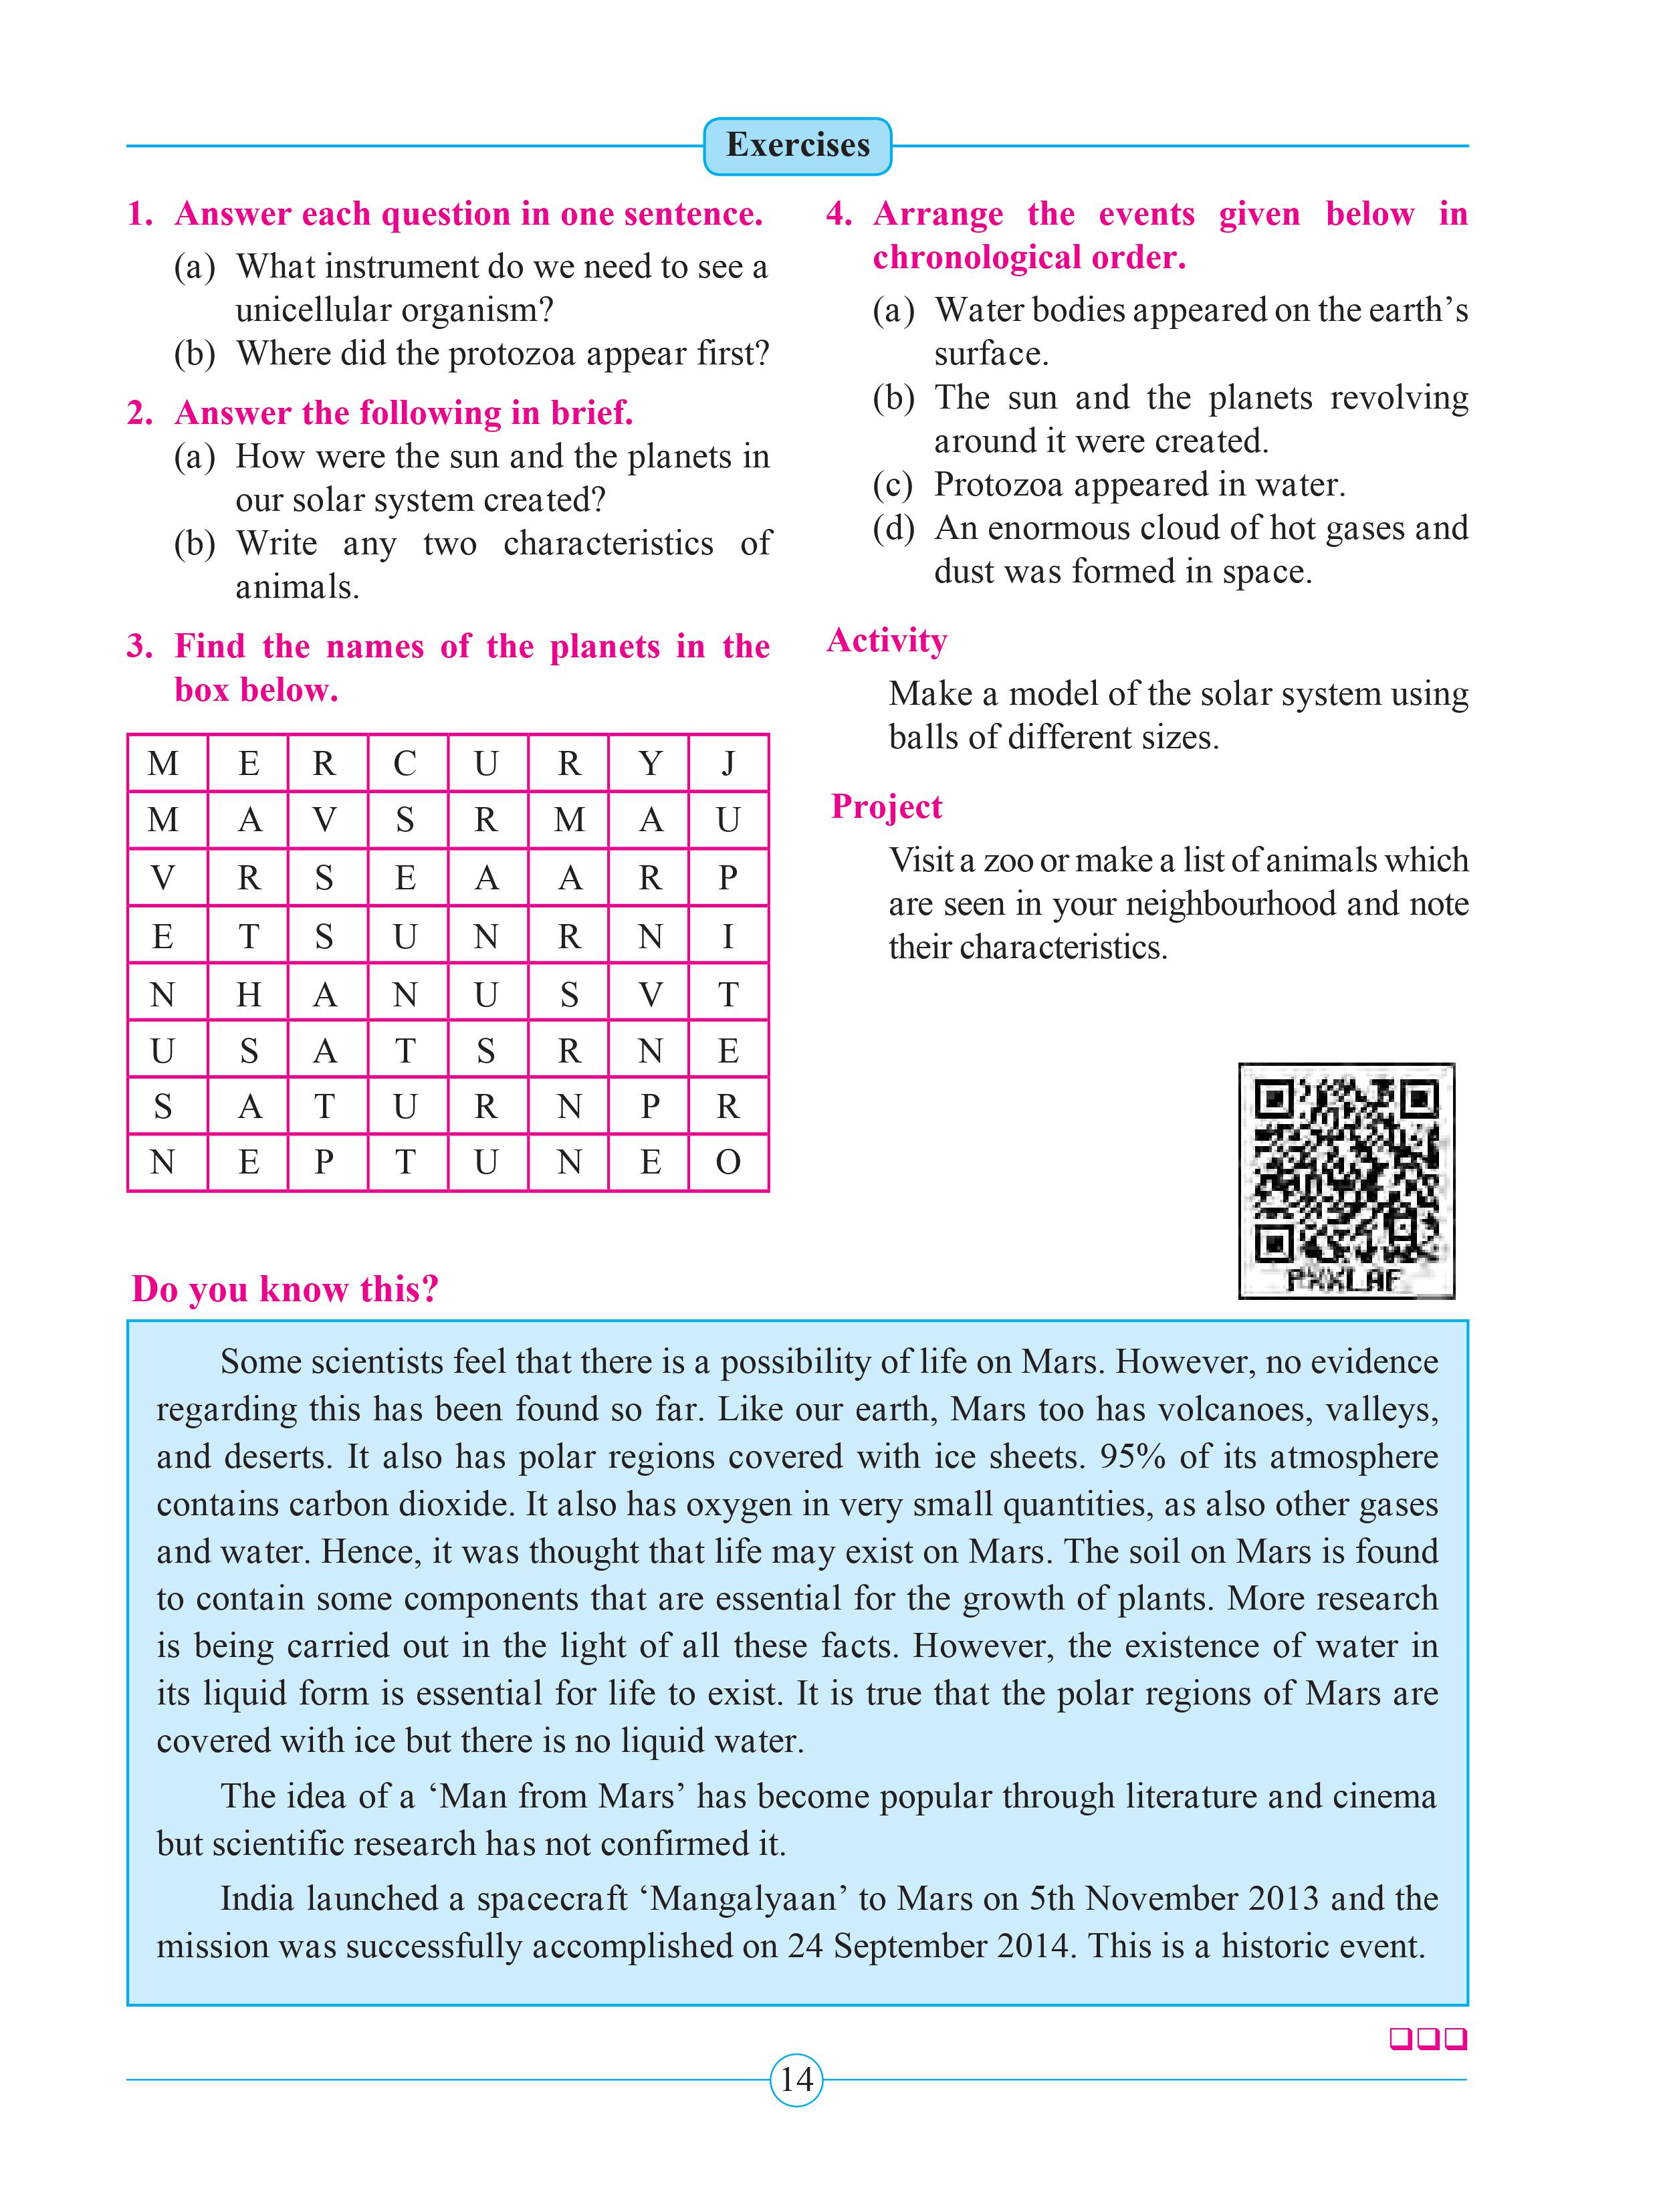 Exercises
1. Answer each question in one sentence.
(a) What instrument do we need to see a
unicellular organism?
(b) Where did the protozoa appear first?
2. Answer the following in brief.
(a) How were the sun and the planets in
our solar system created?
(b) Write any two characteristics of
animals.
3. Find the names of the planets in the
box below.
M E R C U R Y J
M A V S R M A U
V R S E A A R P
E T S U N R N I
N H A N U S V T
U S A T S R N E
S A T U R N P R
N E P T U N E O
4. Arrange the events given below in
chronological order.
(a) Water bodies appeared on the earth’s
surface.
(b) The sun and the planets revolving
around it were created.
(c) Protozoa appeared in water.
(d) An enormous cloud of hot gases and
dust was formed in space.
Activity
Make a model of the solar system using
balls of different sizes.
Project
Visit a zoo or make a list of animals which
are seen in your neighbourhood and note
their characteristics.
Do you know this?
Some scientists feel that there is a possibility of life on Mars. However, no evidence
regarding this has been found so far. Like our earth, Mars too has volcanoes, valleys,
and deserts. It also has polar regions covered with ice sheets. 95% of its atmosphere
contains carbon dioxide. It also has oxygen in very small quantities, as also other gases
and water. Hence, it was thought that life may exist on Mars. The soil on Mars is found
to contain some components that are essential for the growth of plants. More research
is being carried out in the light of all these facts. However, the existence of water in
its liquid form is essential for life to exist. It is true that the polar regions of Mars are
covered with ice but there is no liquid water.
The idea of a ‘Man from Mars’ has become popular through literature and cinema
but scientific research has not confirmed it.
India launched a spacecraft ‘Mangalyaan’ to Mars on 5th November 2013 and the
mission was successfully accomplished on 24 September 2014. This is a historic event.
14